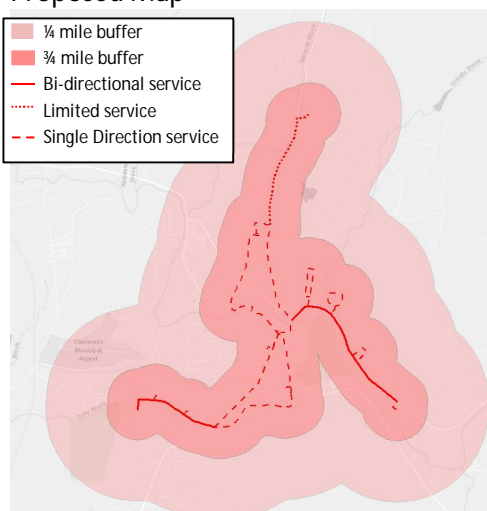 Proposed Map
¼ mile buffer
¾ mile buffer
Bi-directional service
Limited service
Single Direction service
Claremont
Municipal
Airport